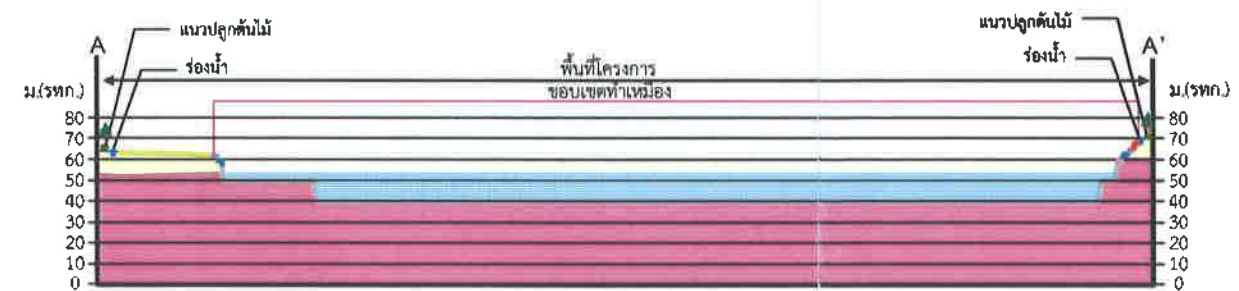 แนวปลูกต้นไม้
แนวปลูกต้นไม้
A
ร่องน้ำ
พื้นที่โครงการ
ร่องน้ำ
A'
ม.(รทก.)
ขอบเขตทำเหมือง
ม.(รทก.)
80
80
70
70
60
60
50
50
40
40
30
30
20
20
10
10
0
0